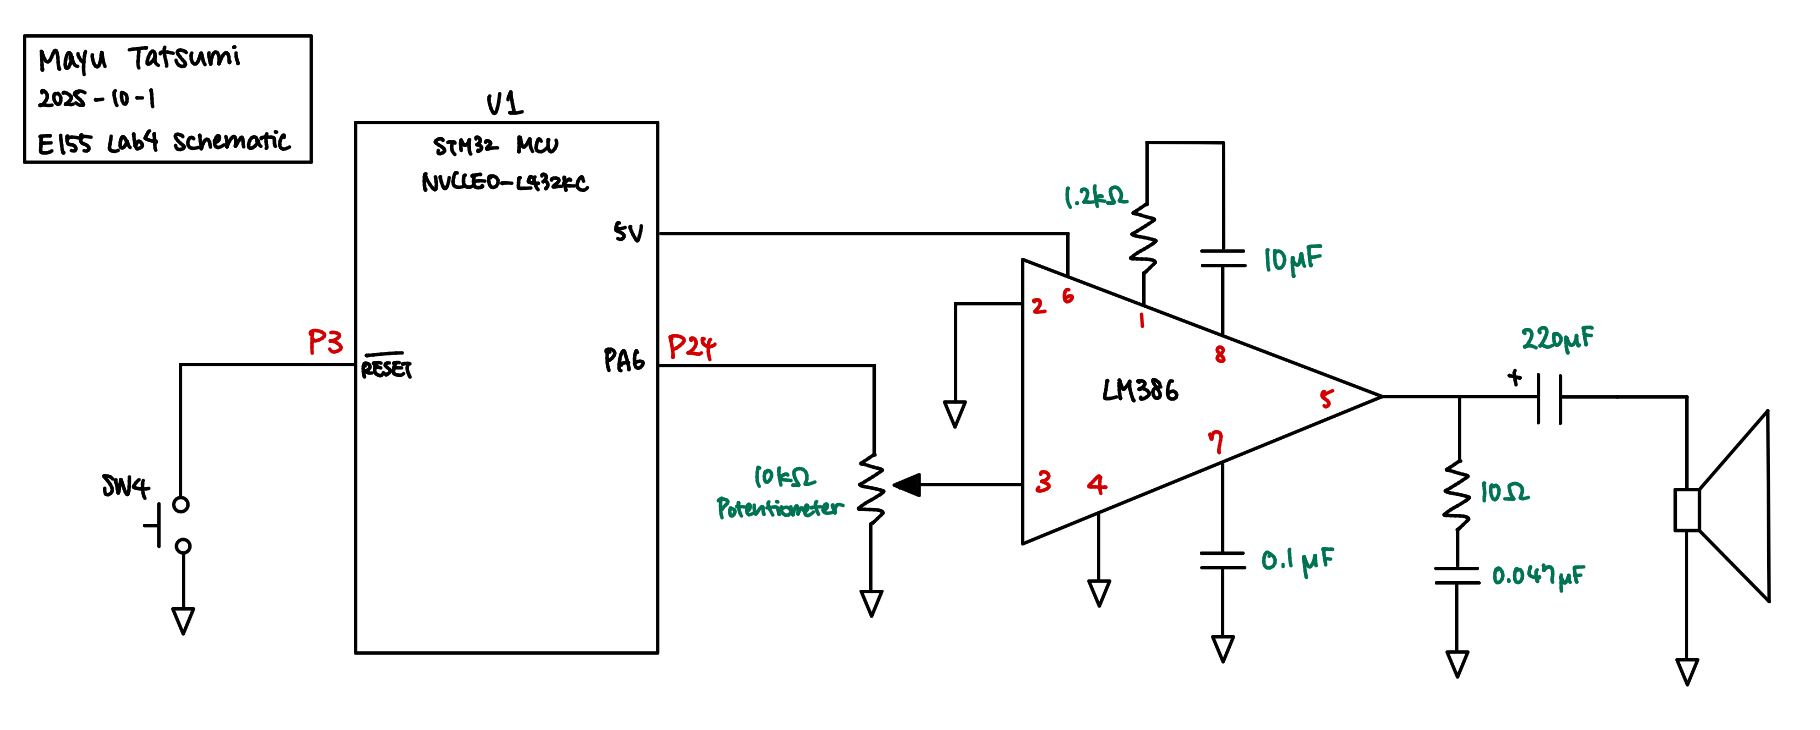 Mayu Tatsumi
2025-10-1
E155 Lab4 Schematic
U1
STM32 MCU
NUCLEO-L432KC
5V
P3
RESET
PA6
P24
SW4
10kΩ
Potentiometer
1.2kΩ
10μF
2
6
1
8
LM386
5
7
3
4
0.1μF
220μF
+
10Ω
0.047μF